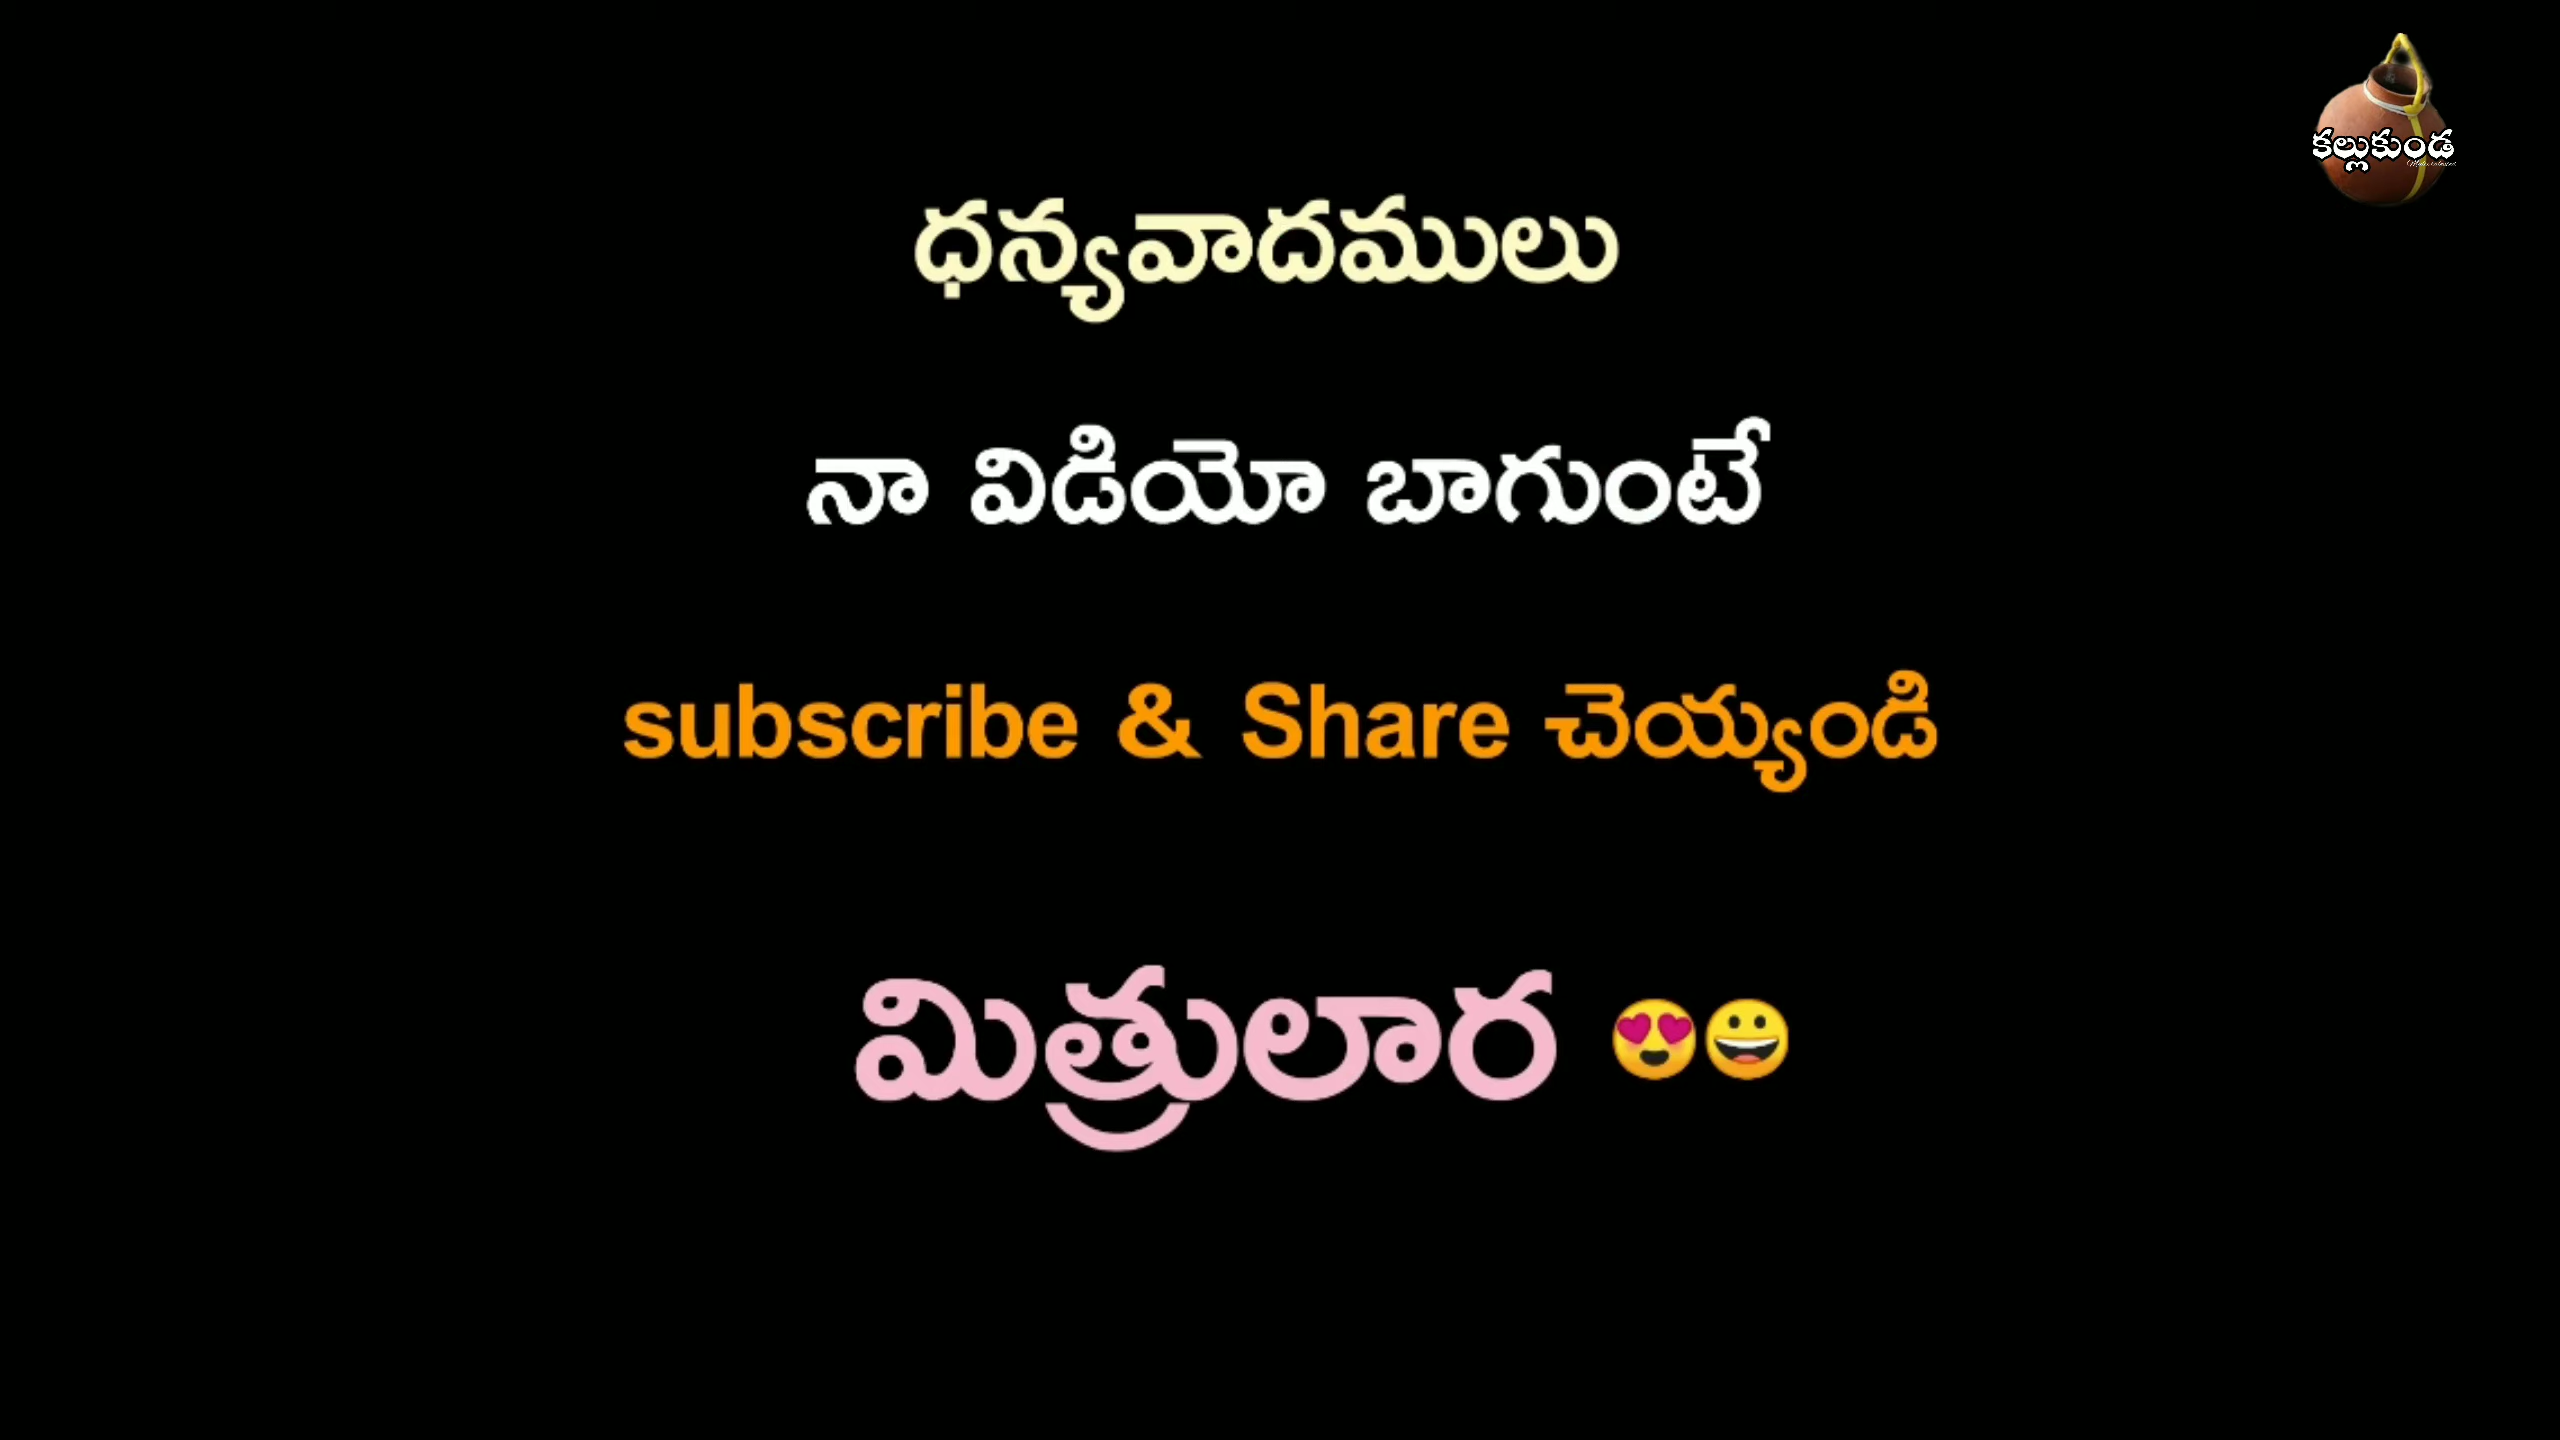 కల్లుకుండ
ధన్యవాదములు
నా విడియో బాగుంటే
subscribe & Share చెయ్యండి
మిత్రులార 😍😀